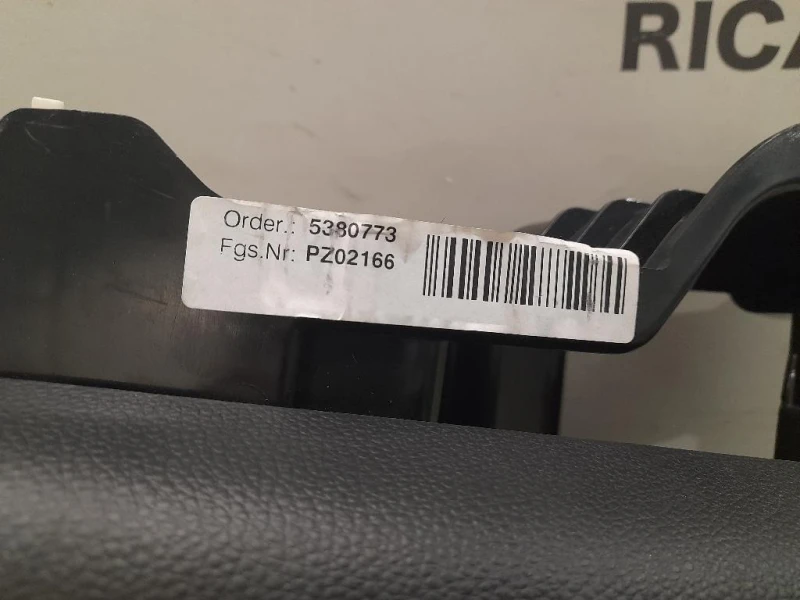 RICA
Order.: 5380773
Fgs.Nr: PZ02166